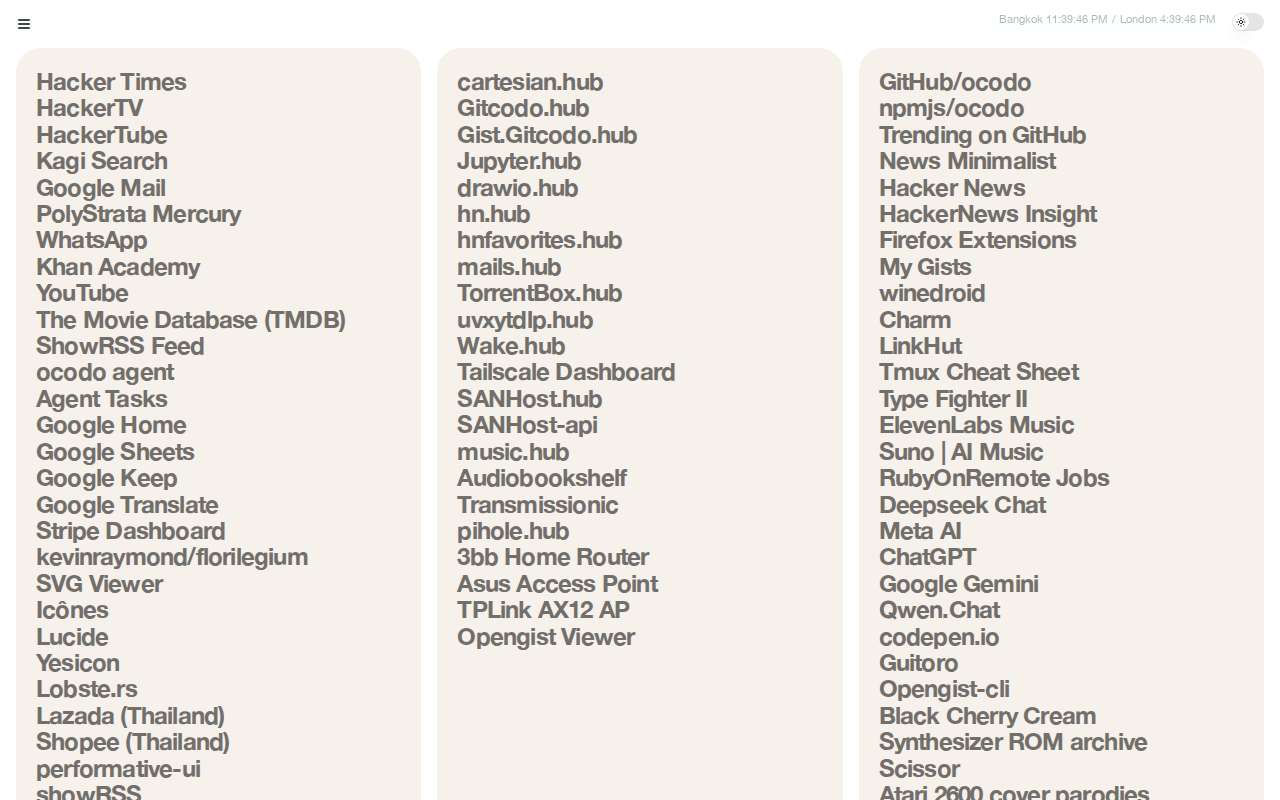 Bangkok 11:39:46 PM / London 4:39:46 PM
Hacker Times
HackerTV
HackerTube
Kagi Search
Google Mail
PolyStrata Mercury
WhatsApp
Khan Academy
YouTube
The Movie Database (TMDB)
ShowRSS Feed
ocodo agent
Agent Tasks
Google Home
Google Sheets
Google Keep
Google Translate
Stripe Dashboard
kevinraymond/florilegium
SVG Viewer
Icônes
Lucide
Yesicon
Lobste.rs
Lazada (Thailand)
Shopee (Thailand)
performative-ui
showRSS
cartesian.hub
Gitcodo.hub
Gist.Gitcodo.hub
Jupyter.hub
drawio.hub
hn.hub
hnfavorites.hub
mails.hub
TorrentBox.hub
uvxytdlp.hub
Wake.hub
Tailscale Dashboard
SANHost.hub
SANHost-api
music.hub
Audiobookshelf
Transmissionic
pihole.hub
3bb Home Router
Asus Access Point
TPLink AX12 AP
Opengist Viewer
GitHub/ocodo
npmjs/ocodo
Trending on GitHub
News Minimalist
Hacker News
HackerNews Insight
Firefox Extensions
My Gists
winedroid
Charm
LinkHut
Tmux Cheat Sheet
Type Fighter II
ElevenLabs Music
Suno | AI Music
RubyOnRemote Jobs
Deepseek Chat
Meta AI
ChatGPT
Google Gemini
Qwen.Chat
codepen.io
Guitoro
Opengist-cli
Black Cherry Cream
Synthesizer ROM archive
Scissor
Atari 2600 cover parodies